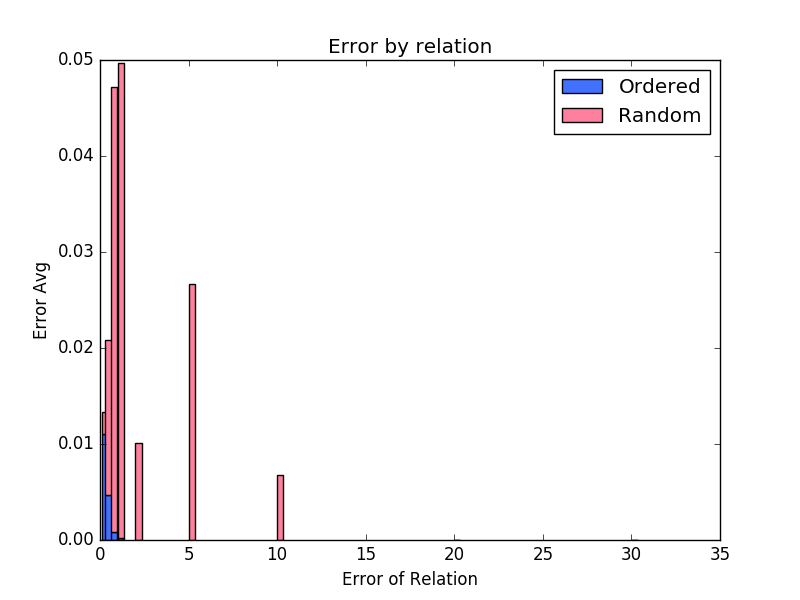 Error by relation
Ordered
Random
0.05
0.04
0.03
0.02
0.01
0.00
Error Avg
0 5 10 15 20 25 30 35
Error of Relation